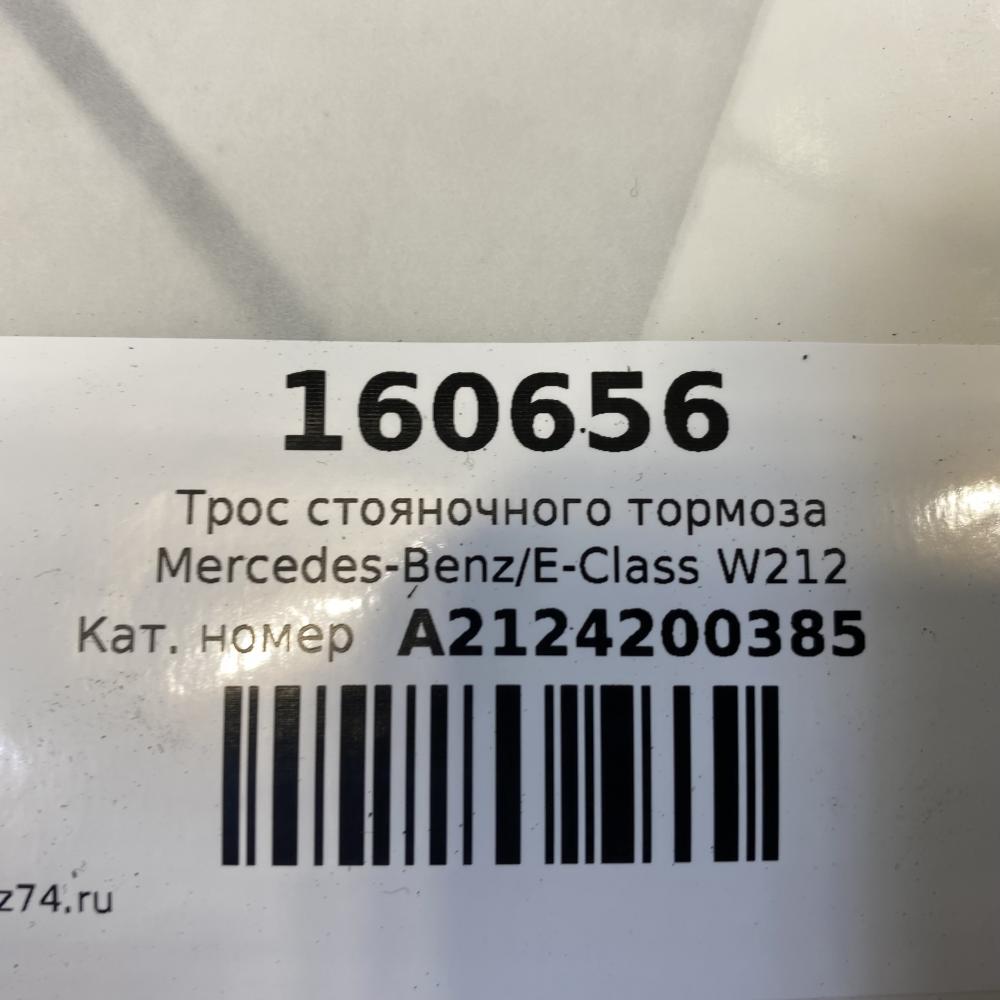 160656
Трос стояночного тормоза
Mercedes-Benz/E-Class W212
Кат. номер A2124200385
z74.ru